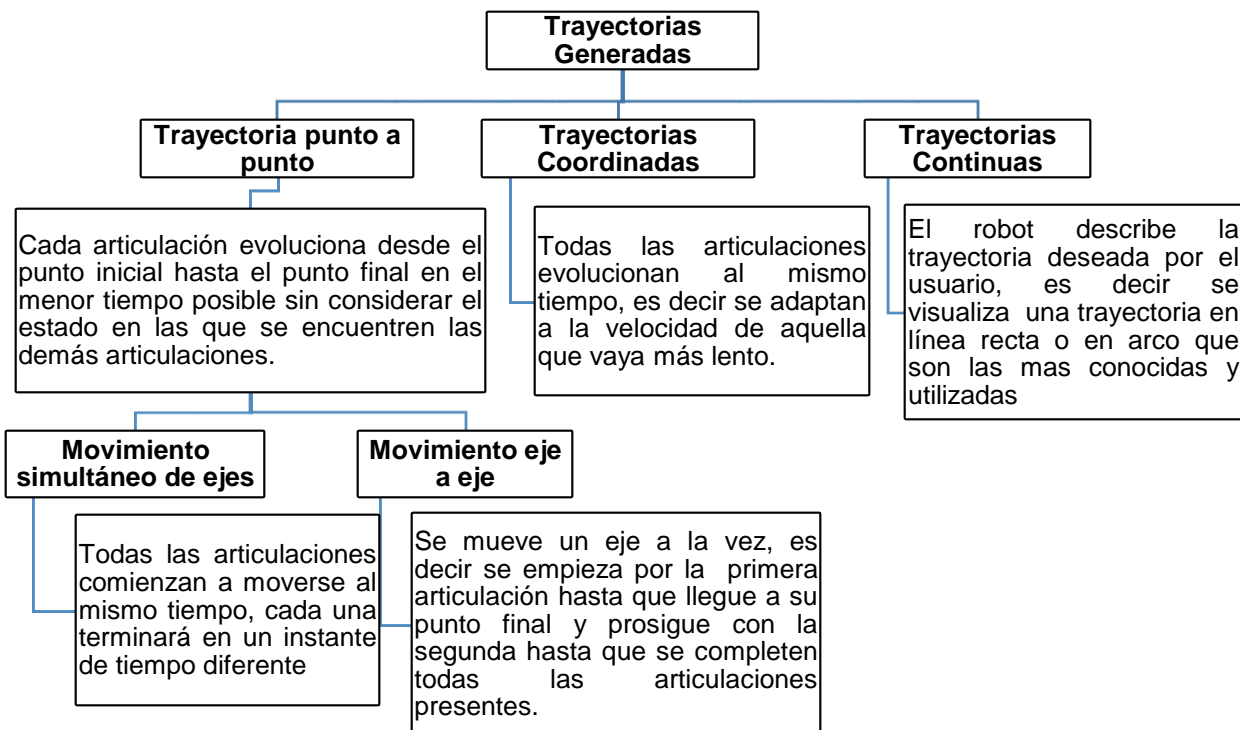 Trayectorias
Generadas
Trayectoria punto a
punto
Trayectorias
Coordinadas
Trayectorias
Continuas
Cada articulación evoluciona desde el
punto inicial hasta el punto final en el
menor tiempo posible sin considerar el
estado en las que se encuentren las
demás articulaciones.
Todas las articulaciones
evolucionan al mismo
tiempo, es decir se adaptan
a la velocidad de aquella
que vaya más lento.
El robot describe la
trayectoria deseada por el
usuario, es decir se
visualiza una trayectoria en
línea recta o en arco que
son las mas conocidas y
utilizadas
Movimiento
simultáneo de ejes
Movimiento eje
a eje
Todas las articulaciones
comienzan a moverse al
mismo tiempo, cada una
terminará en un instante
de tiempo diferente
Se mueve un eje a la vez, es
decir se empieza por la primera
articulación hasta que llegue a su
punto final y prosigue con la
segunda hasta que se completen
todas las articulaciones
presentes.